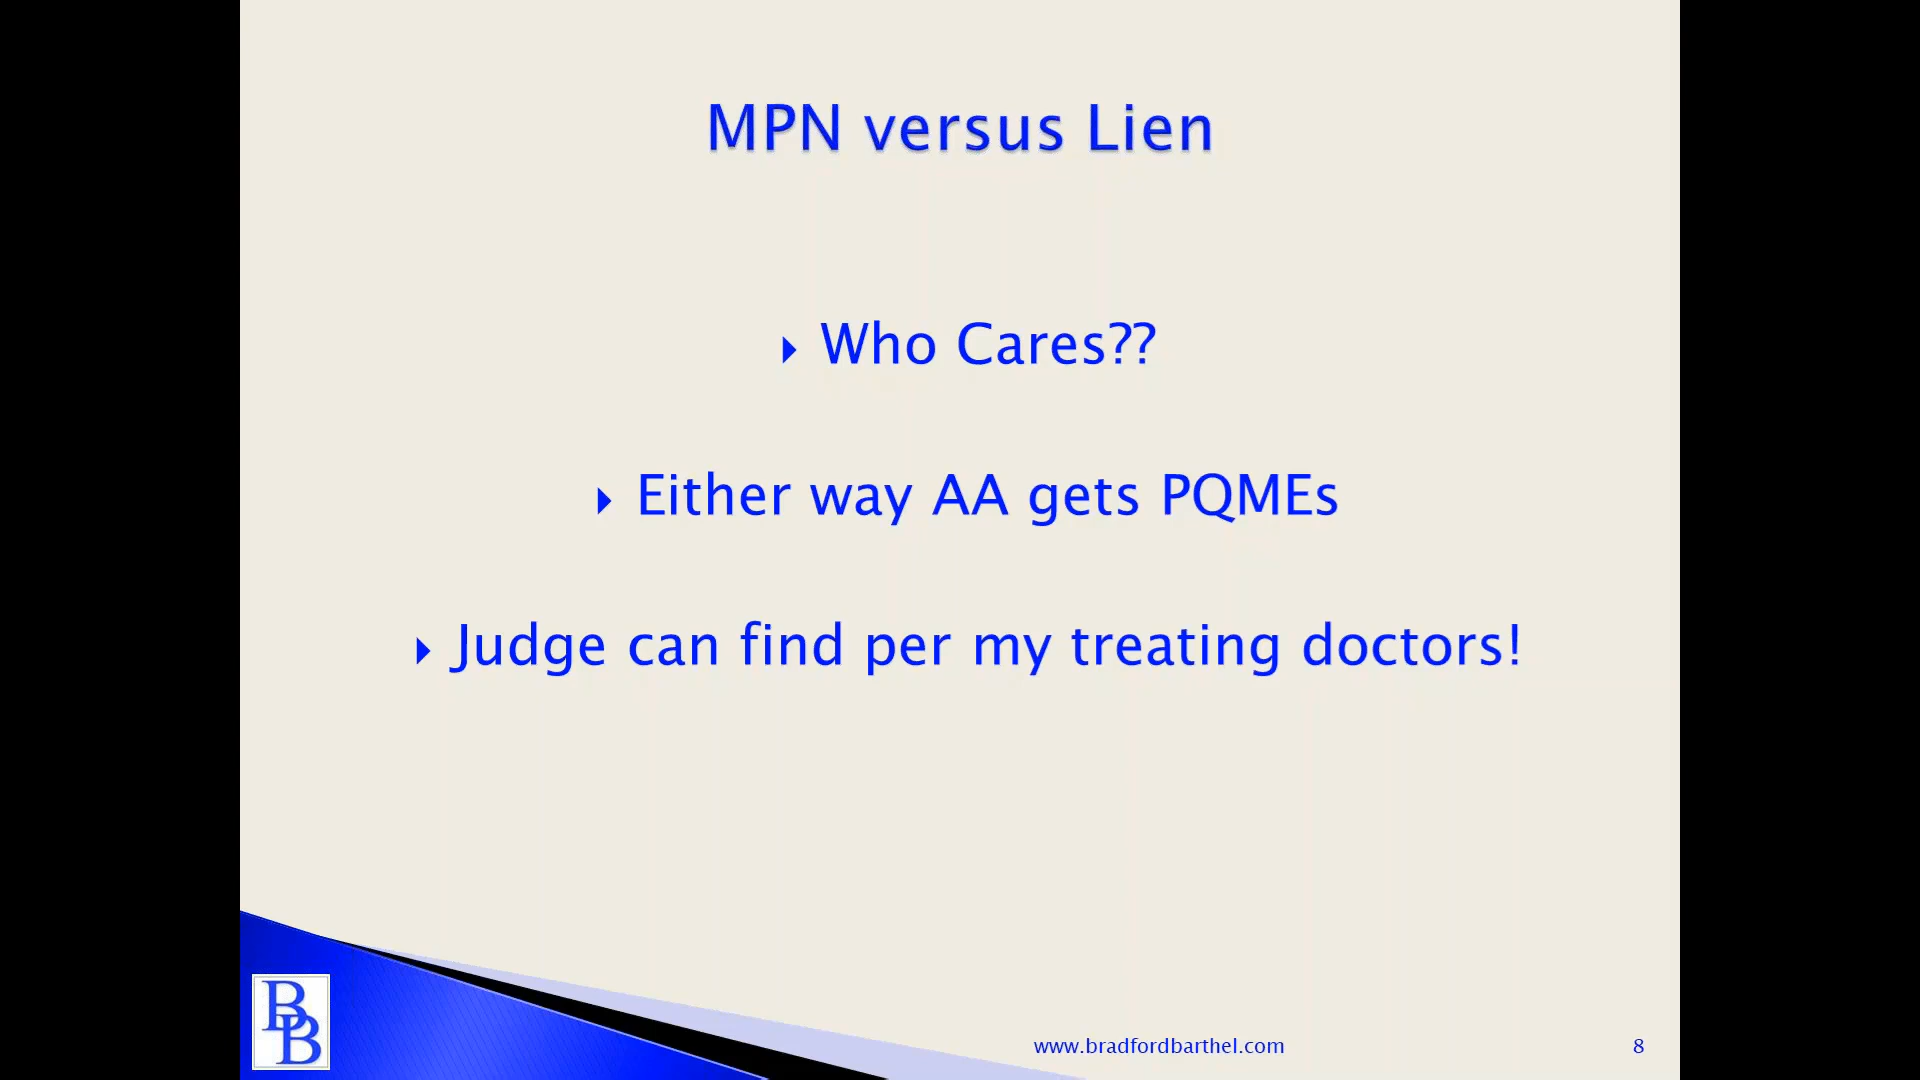 MPN versus Lien
Who Cares??
Either way AA gets PQMEs
Judge can find per my treating doctors!
BB
www.bradfordbarthel.com
8